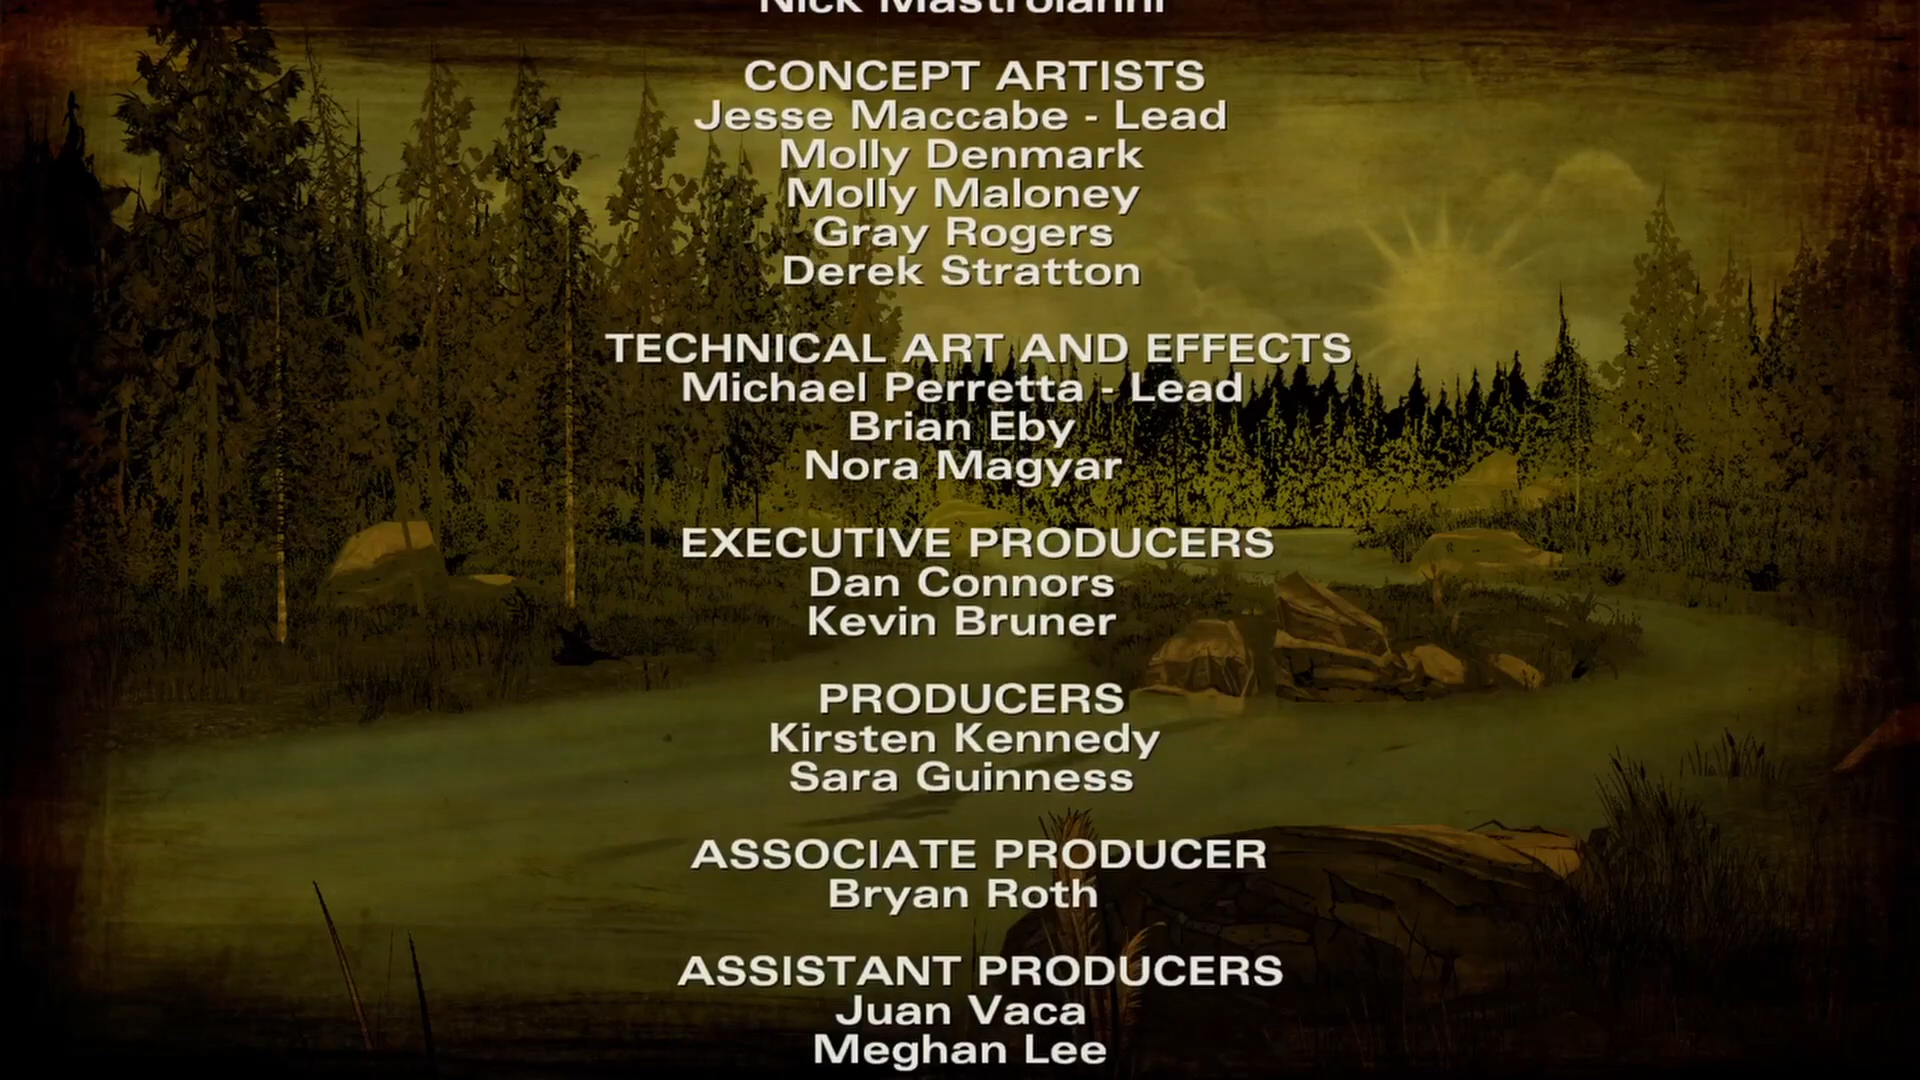 Nick Mastroianni
CONCEPT ARTISTS
Jesse Maccabe - Lead
Molly Denmark
Molly Maloney
Gray Rogers
Derek Stratton
TECHNICAL ART AND EFFECTS
Michael Perretta - Lead
Brian Eby
Nora Magyar
EXECUTIVE PRODUCERS
Dan Connors
Kevin Bruner
PRODUCERS
Kirsten Kennedy
Sara Guinness
ASSOCIATE PRODUCER
Bryan Roth
ASSISTANT PRODUCERS
Juan Vaca
Meghan Lee